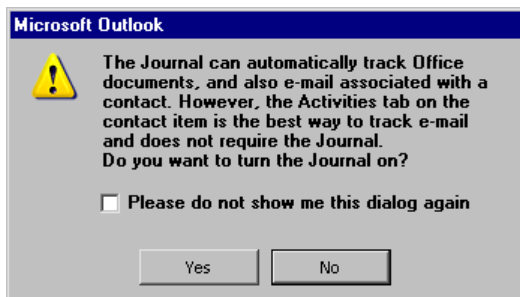 Microsoft Outlook
The Journal can automatically track Office
documents, and also e-mail associated with a
contact. However, the Activities tab on the
contact item is the best way to track e-mail
and does not require the Journal.
Do you want to turn the Journal on?
Please do not show me this dialog again
Yes
No